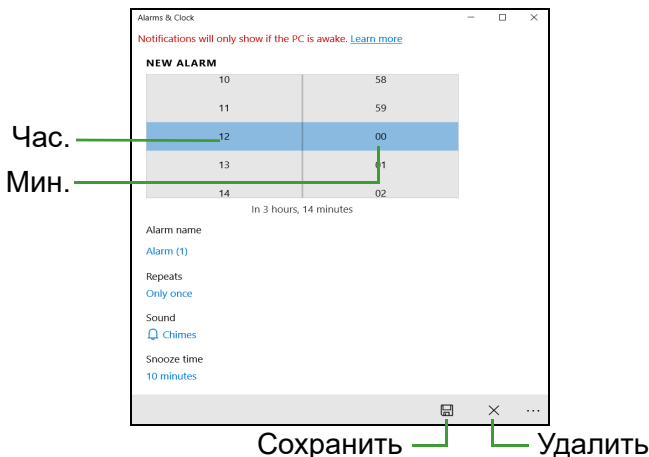 Alarms & Clock
Notifications will only show if the PC is awake. Learn more
NEW ALARM
10 58
11 59
Час. 12 00
13 01
Мин.
14 02
In 3 hours, 14 minutes
Alarm name
Alarm (1)
Repeats
Only once
Sound
Chimes
Snooze time
10 minutes
Сохранить Удалить